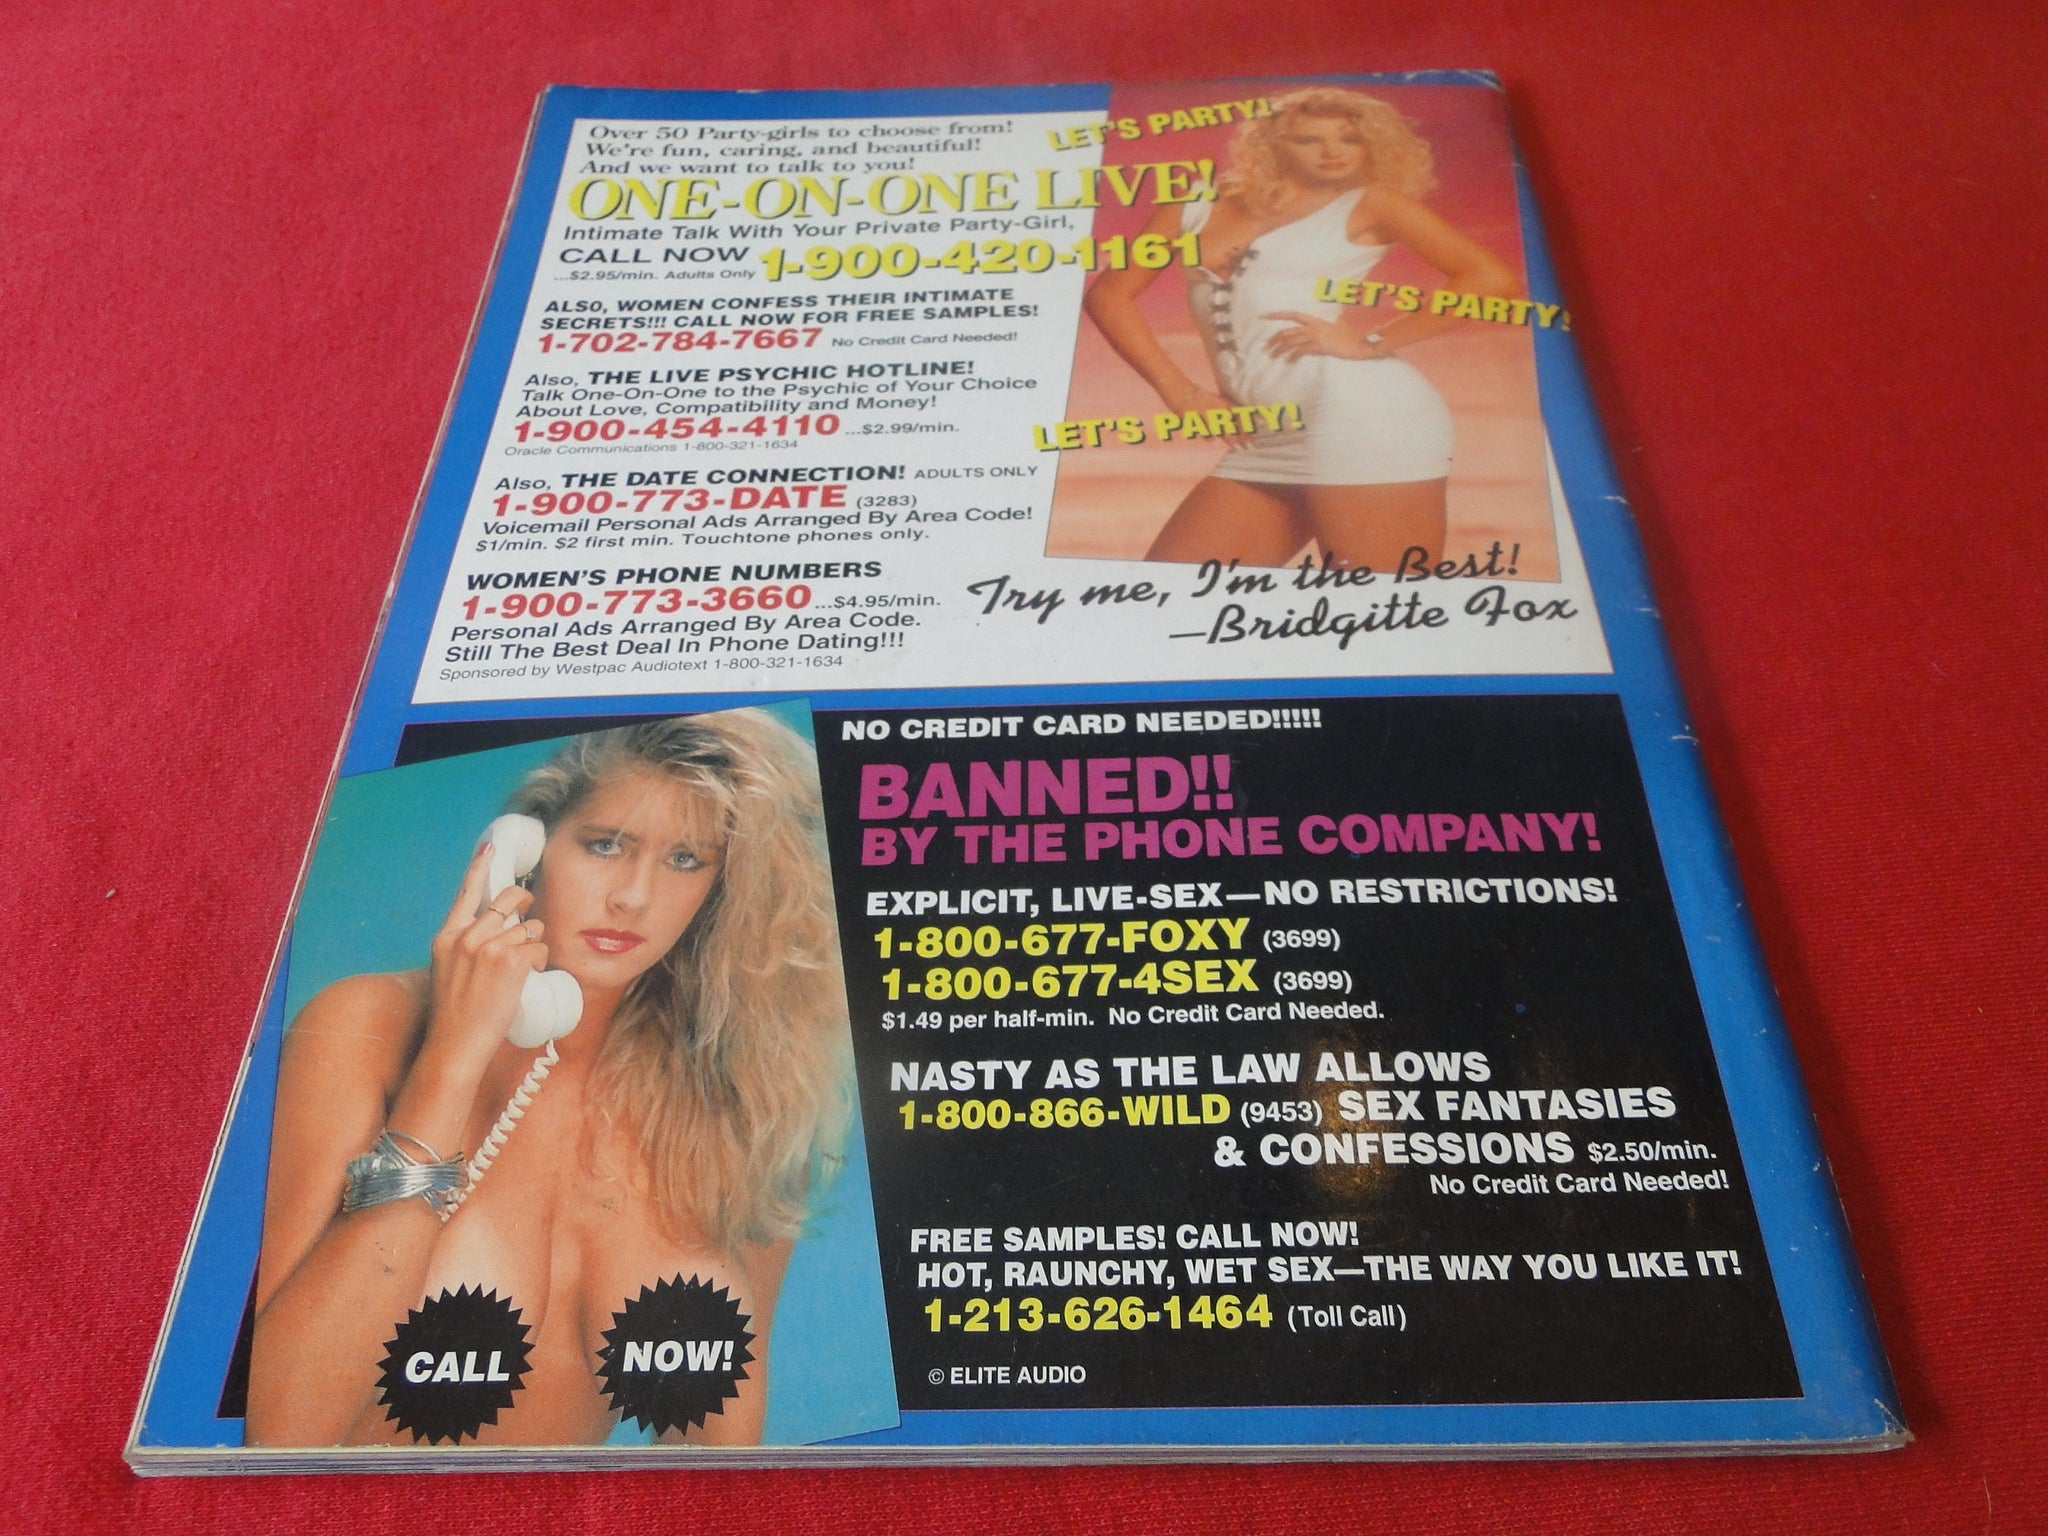 Over 50 Party-girls to choose from!
We're fun, caring, and beautiful!
And we want to talk to you!
ONE-ON-ONE LIVE!
Intimate Talk With Your Private Party-Girl,
CALL NOW 1-900-420-1161
...$2.95/min. Adults Only
ALSO, WOMEN CONFESS THEIR INTIMATE
SECRETS!!! CALL NOW FOR FREE SAMPLES!
1-702-784-7667 No Credit Card Needed!
Also, THE LIVE PSYCHIC HOTLINE!
Talk One-On-One to the Psychic of Your Choice
About Love, Compatibility and Money!
1-900-454-4110 ...$2.99/min.
Oracle Communications 1-800-321-1634
Also, THE DATE CONNECTION! ADULTS ONLY
1-900-773-DATE (3283)
Voicemail Personal Ads Arranged By Area Code!
$1/min. $2 first min. Touchtone phones only.
WOMEN'S PHONE NUMBERS
1-900-773-3660 ...$4.95/min.
Personal Ads Arranged By Area Code.
Still The Best Deal In Phone Dating!!!
Sponsored by Westpac Audiotext 1-800-321-1634
LET'S PARTY!
LET'S PARTY!
LET'S PARTY!
Try me, I'm the Best!
—Bridgitte Fox
NO CREDIT CARD NEEDED!!!!!
BANNED!!
BY THE PHONE COMPANY!
EXPLICIT, LIVE-SEX—NO RESTRICTIONS!
1-800-677-FOXY (3699)
1-800-677-4SEX (3699)
$1.49 per half-min. No Credit Card Needed.
NASTY AS THE LAW ALLOWS
1-800-866-WILD (9453) SEX FANTASIES
& CONFESSIONS $2.50/min.
No Credit Card Needed!
FREE SAMPLES! CALL NOW!
HOT, RAUNCHY, WET SEX—THE WAY YOU LIKE IT!
1-213-626-1464 (Toll Call)
© ELITE AUDIO
CALL
NOW!